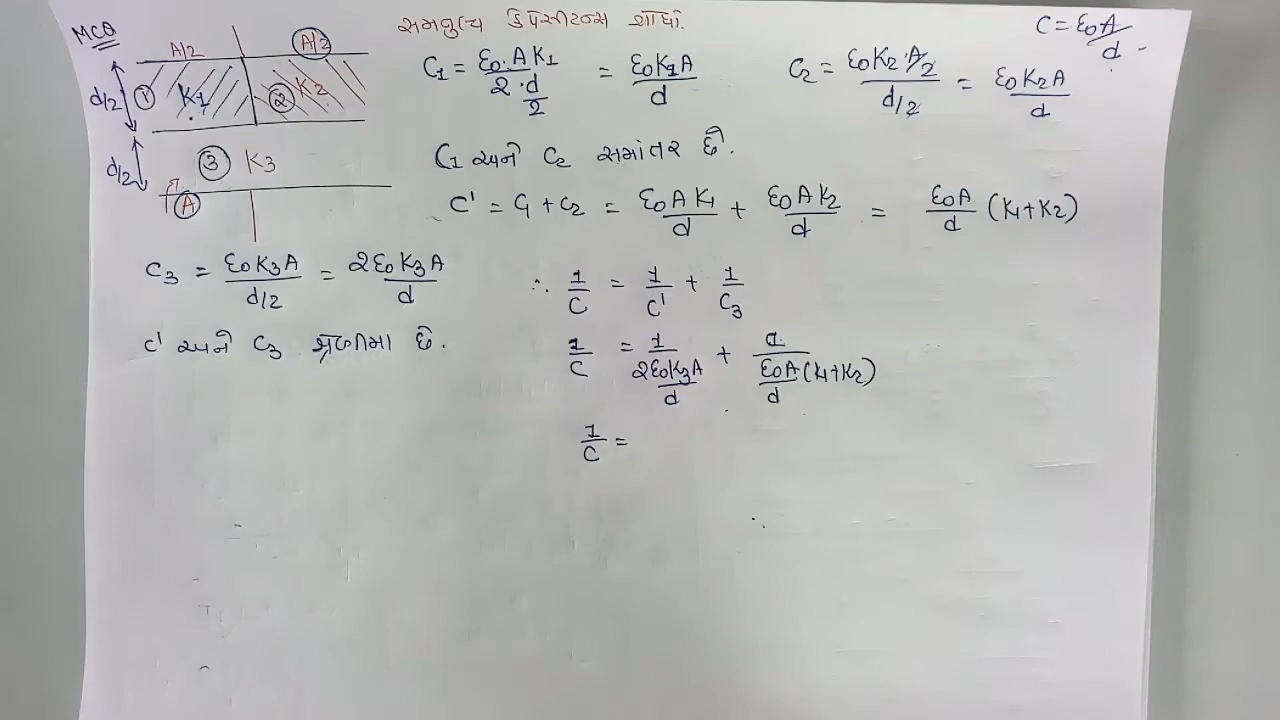 MCQ
સમતુલ્ય કેપેસીટન્સ શોધો.
C = ε0A/d
A/2 A/2
d/2 ① K1 ② K2
d/2 ③ K3
A
C1 = ε0·AK1/(2·d/2) = ε0K1A/d
C2 = ε0K2·A/2/(d/2) = ε0K2A/d
C1 અને C2 સમાંતર છે.
C' = C1 + C2 = ε0AK1/d + ε0AK2/d = ε0A/d (K1+K2)
C3 = ε0K3A/(d/2) = 2ε0K3A/d
C' અને C3 શ્રેણીમાં છે.
∴ 1/C = 1/C' + 1/C3
1/C = 1/(2ε0K3A/d) + 1/(ε0A/d (K1+K2))
1/C =